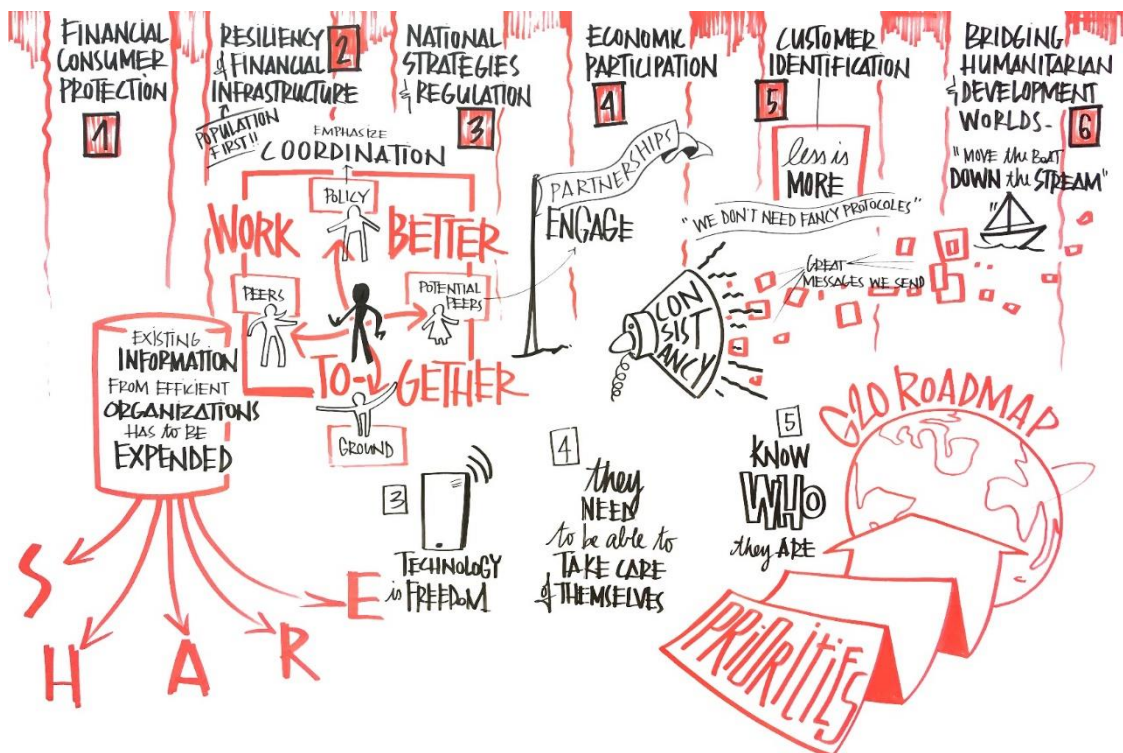 FINANCIAL
CONSUMER
PROTECTION
1
RESILIENCY
of FINANCIAL
INFRASTRUCTURE
2
POPULATION
FIRST!!
NATIONAL
STRATEGIES
& REGULATION
3
ECONOMIC
PARTICIPATION
4
CUSTOMER
IDENTIFICATION
5
BRIDGING
HUMANITARIAN
& DEVELOPMENT
WORLDS-
6
EMPHASIZE
COORDINATION
POLICY
WORK BETTER
PEERS
POTENTIAL
PEERS
TO- GETHER
GROUND
PARTNERSHIPS
ENGAGE
less is
MORE
"WE DON'T NEED FANCY PROTOCOLES"
"MOVE the BOAT
DOWN the STREAM"
GREAT
MESSAGES WE SEND
CONSISTANCY
EXISTING
INFORMATION
FROM EFFICIENT
ORGANIZATIONS
HAS to BE
EXPENDED
S H A R E
3
TECHNOLOGY
is FREEDOM
4
they
NEED
to be able to
TAKE CARE
of THEMSELVES
5
KNOW
WHO
they ARE
G20 ROADMAP
PRIORITIES